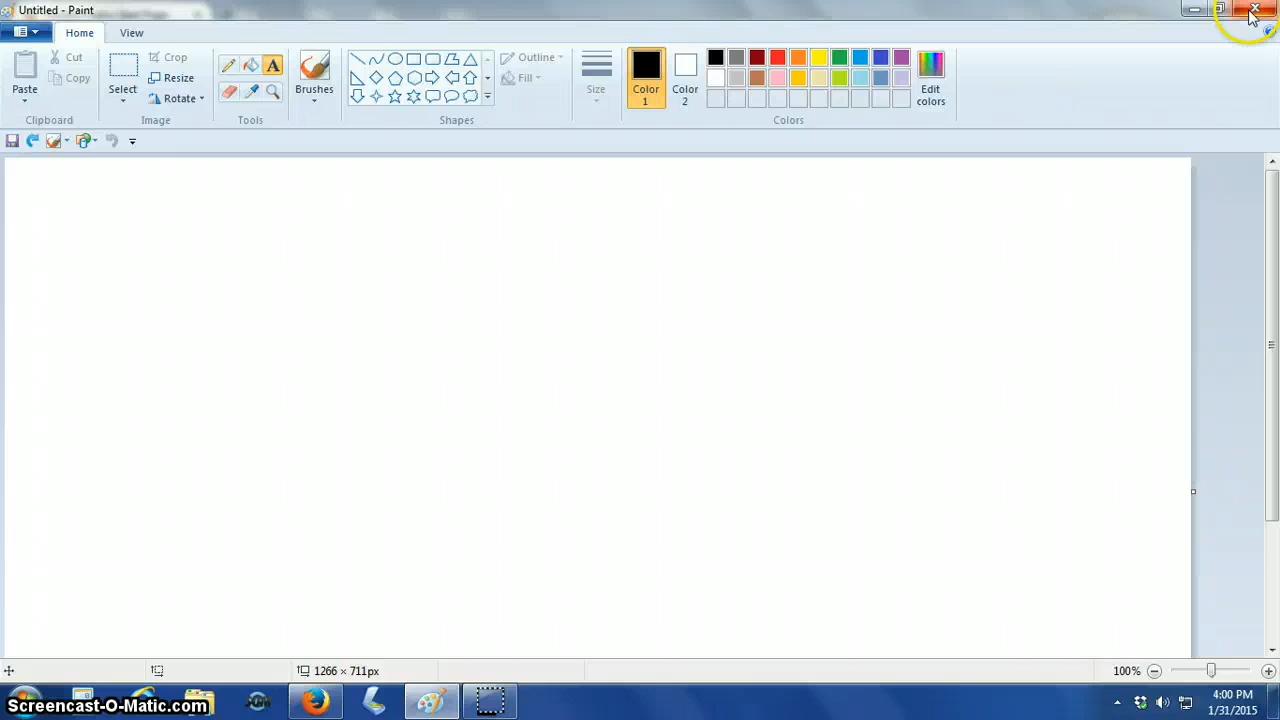 Untitled - Paint
Home View
Paste
Cut
Copy
Clipboard
Select
Crop
Resize
Rotate
Image
A
Tools
Brushes
Shapes
Outline
Fill
Size
Color
1
Color
2
Edit
colors
Colors
1266 × 711px
100%
4:00 PM
1/31/2015
Screencast-O-Matic.com